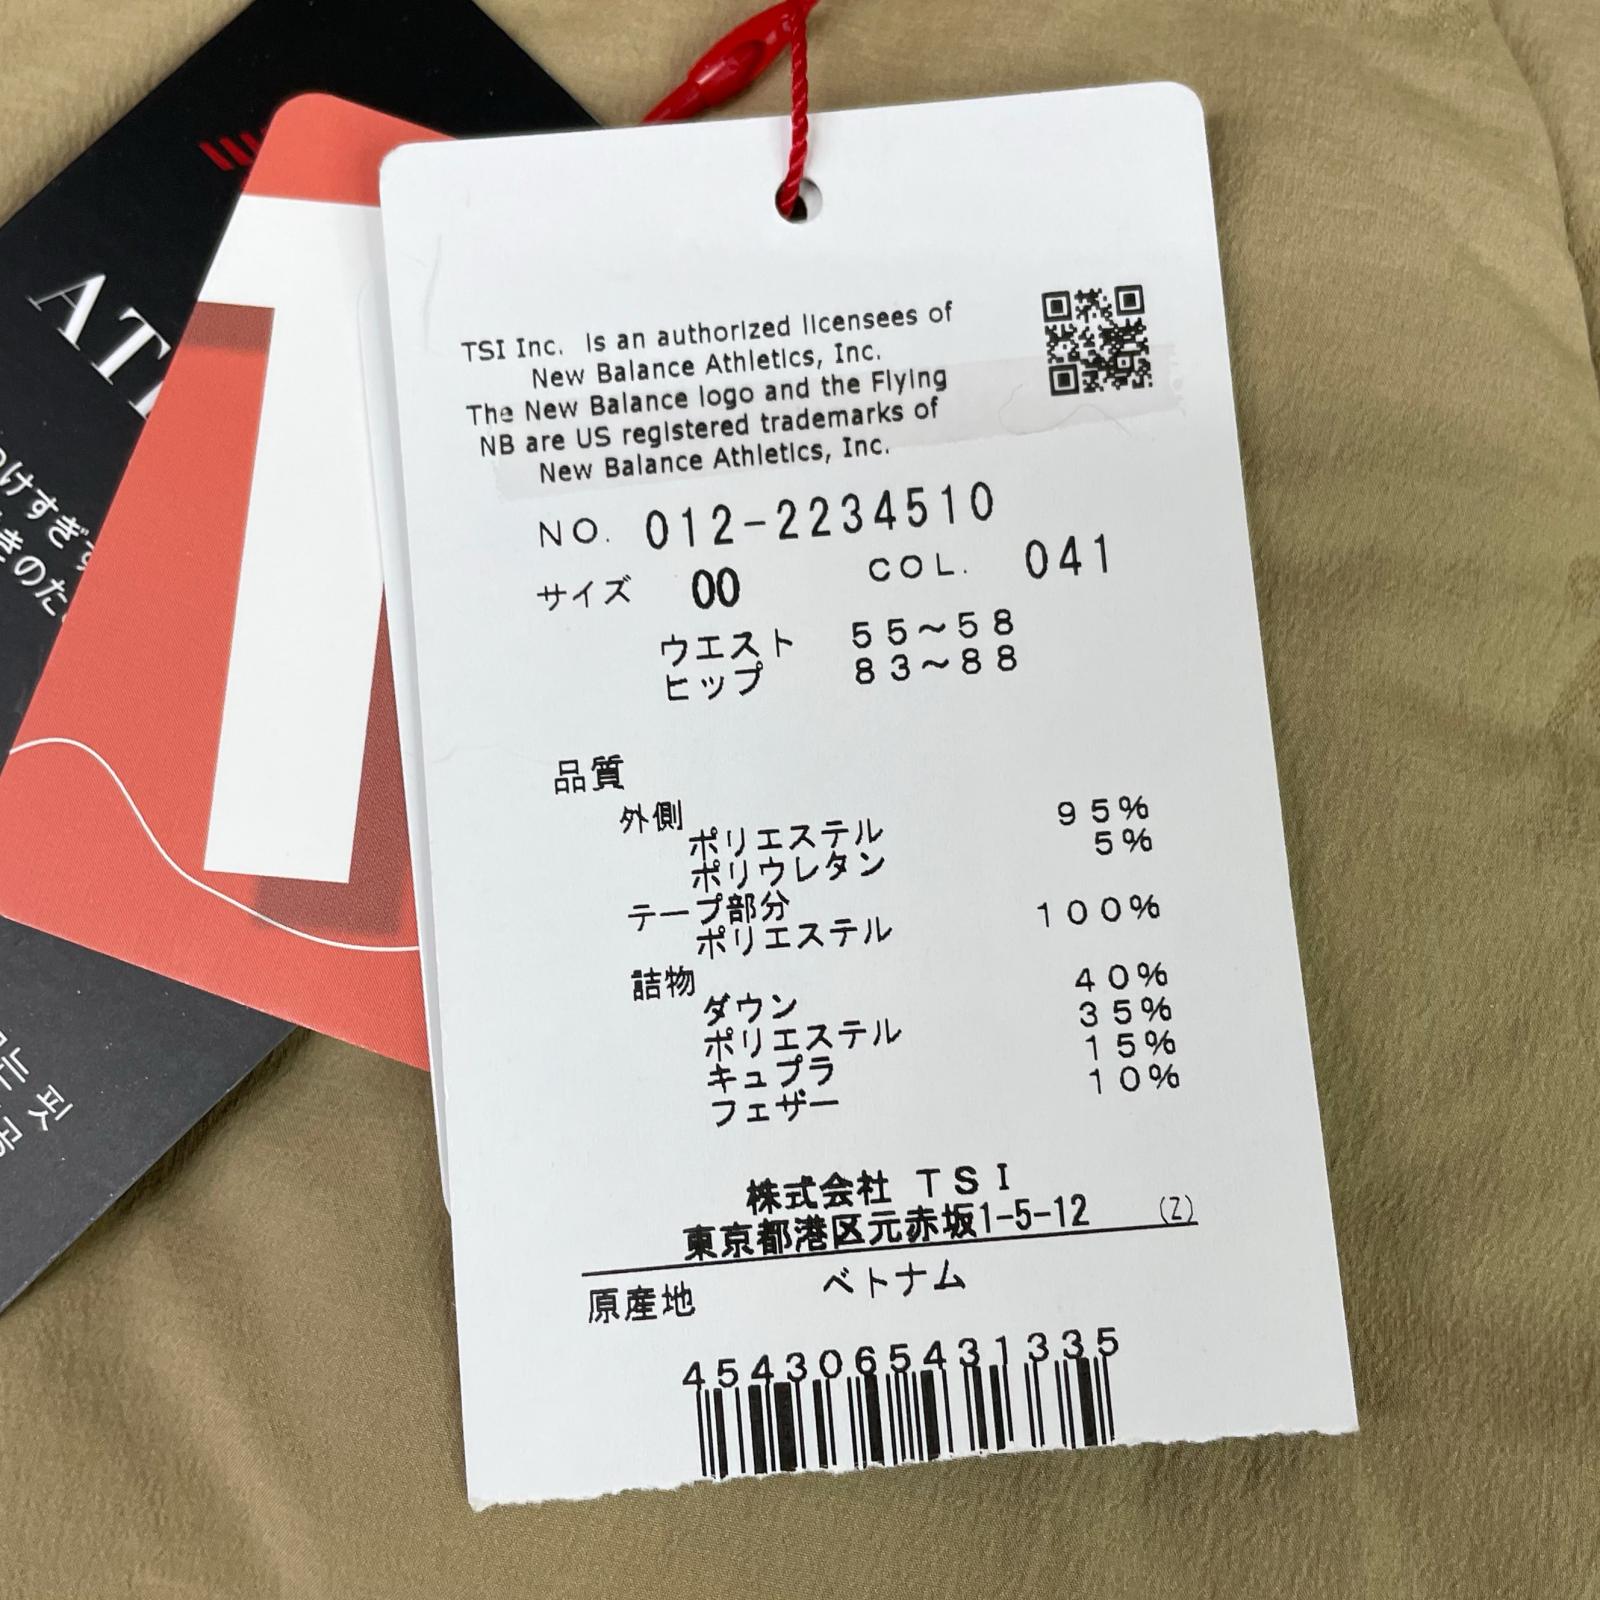 TSI Inc. is an authorized licensees of
New Balance Athletics, Inc.
The New Balance logo and the Flying
NB are US registered trademarks of
New Balance Athletics, Inc.
NO. 012-2234510
サイズ 00 COL. 041
ウエスト 55~58
ヒップ 83~88
品質
外側
ポリエステル 95%
ポリウレタン 5%
テープ部分
ポリエステル 100%
詰物
ダウン 40%
ポリエステル 35%
キュプラ 15%
フェザー 10%
株式会社 TSI
東京都港区元赤坂1-5-12 (Z)
原産地 ベトナム
4543065431335
けすぎ
きのた